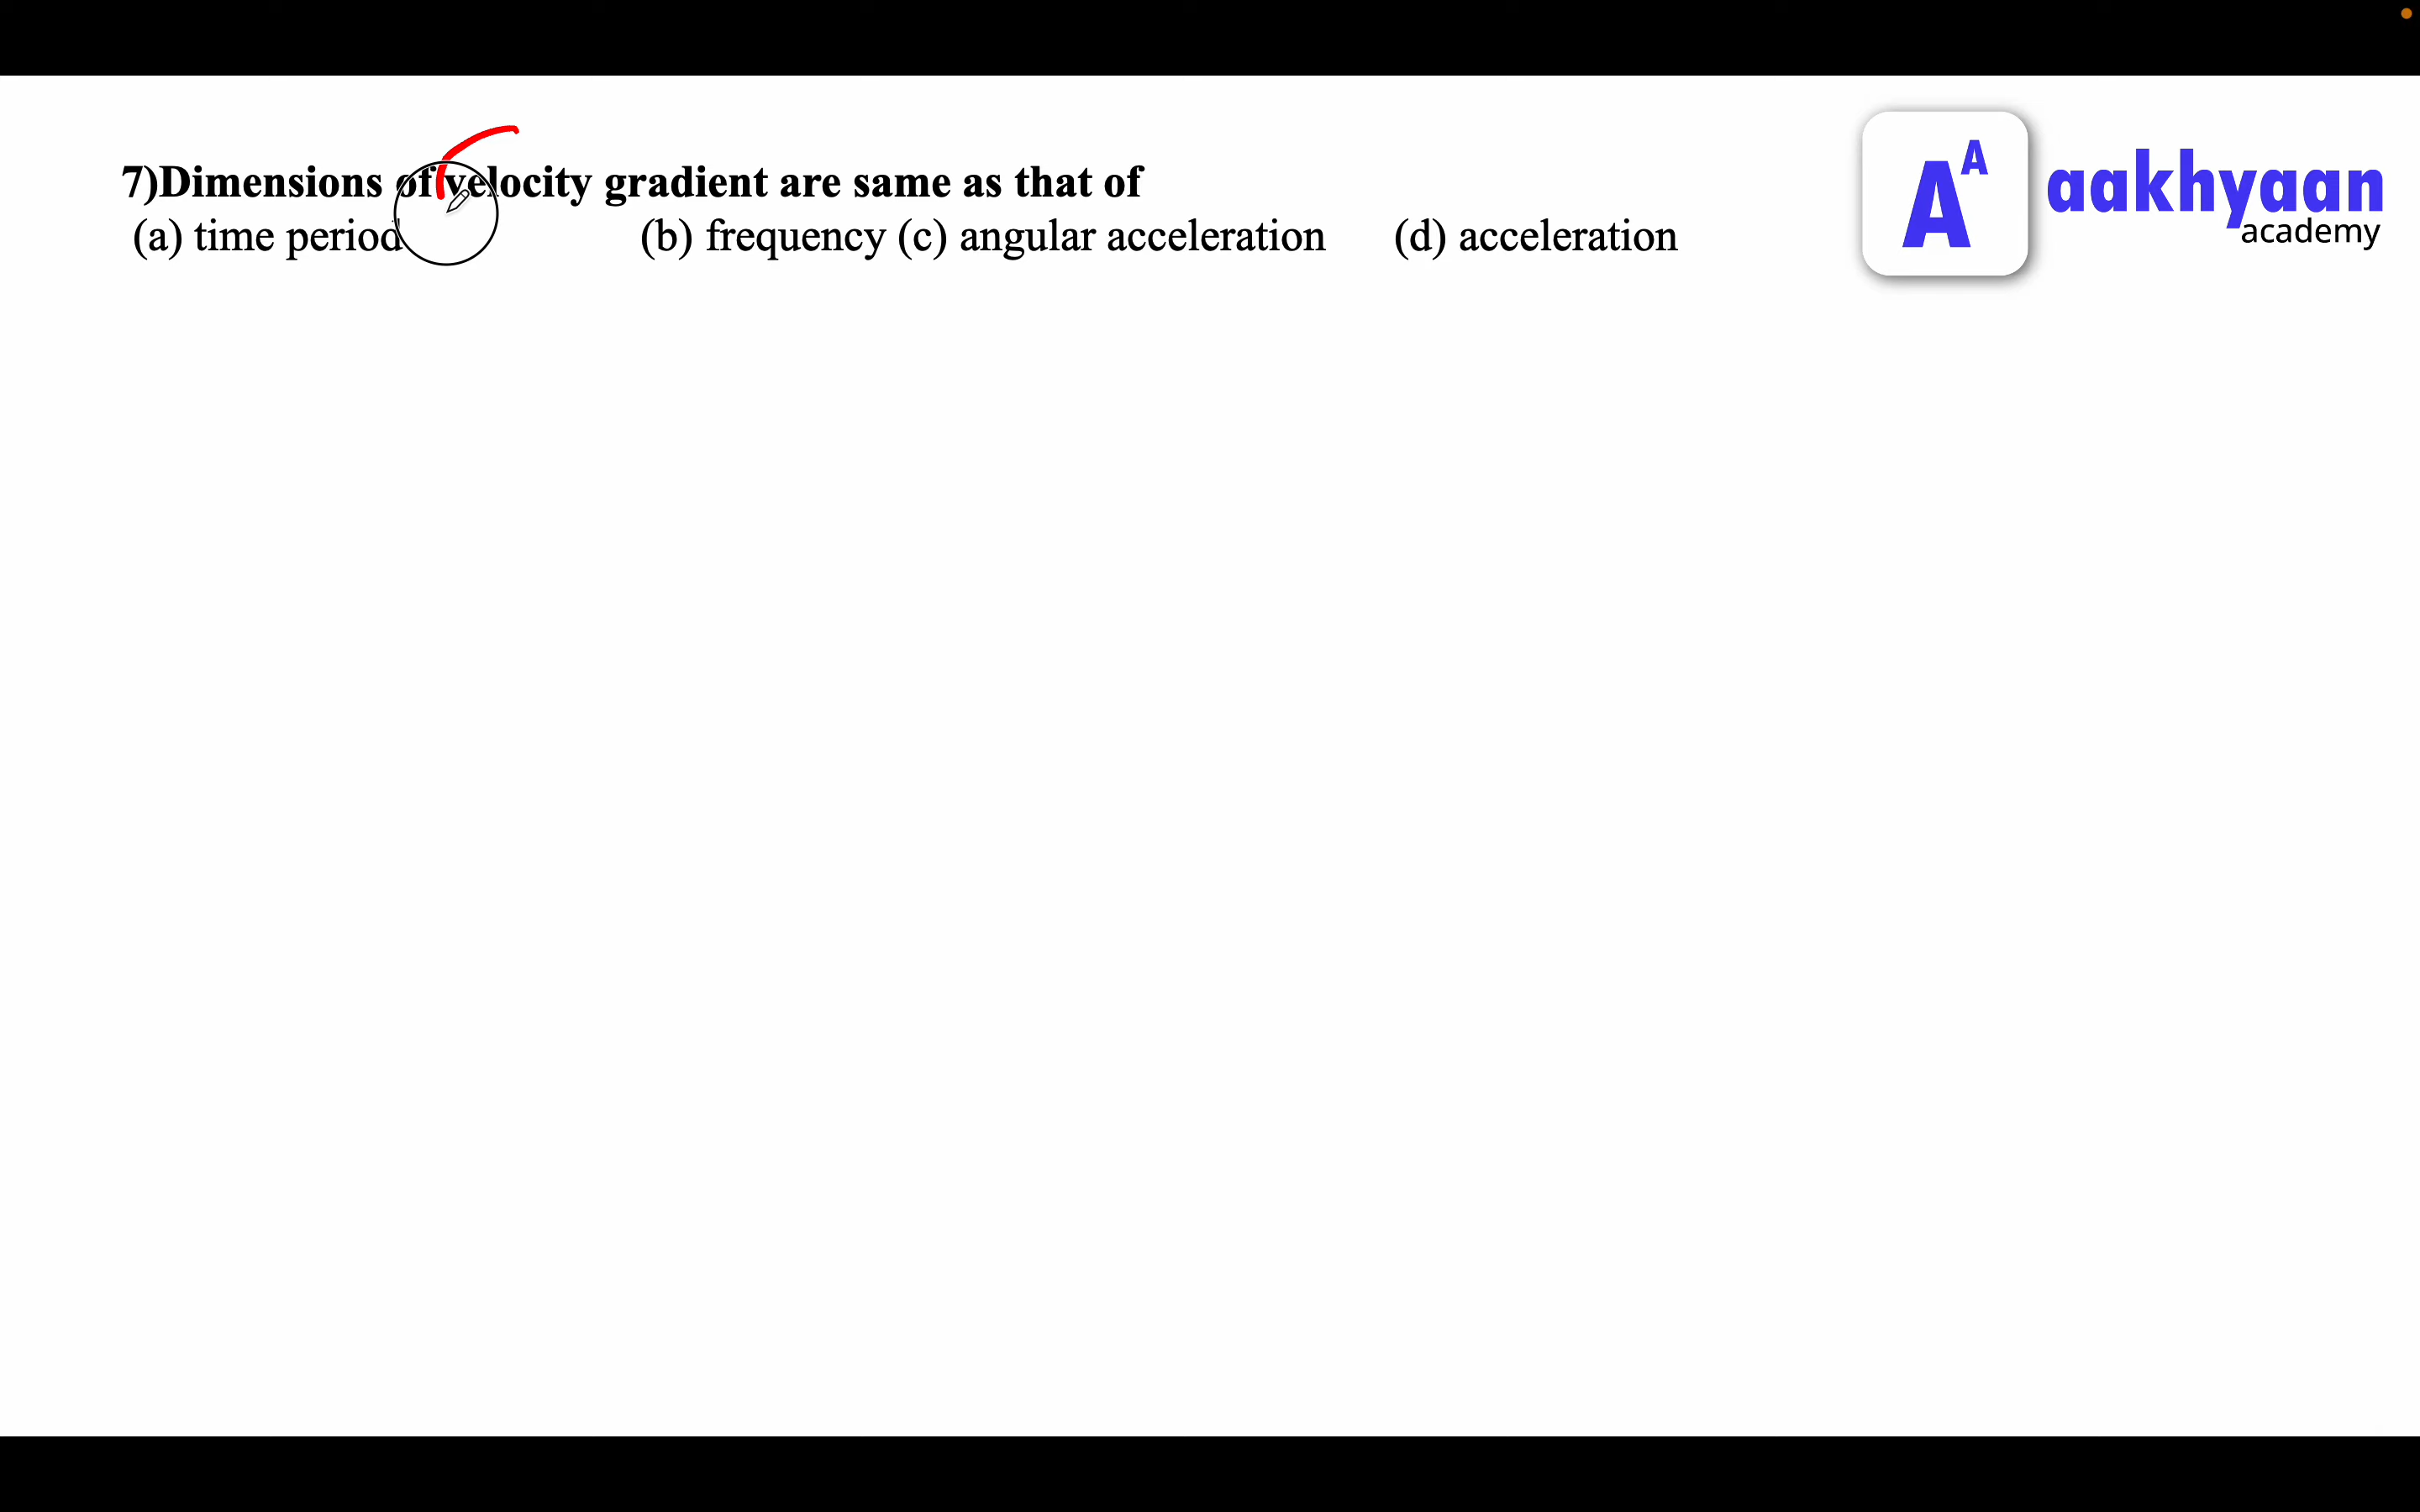 7)Dimensions of velocity gradient are same as that of
(a) time period (b) frequency (c) angular acceleration (d) acceleration
A A
aakhyaan
academy